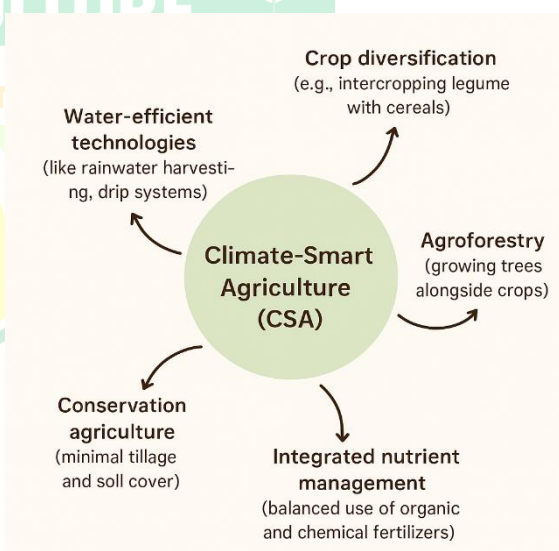 Crop diversification
(e.g., intercropping legume
with cereals)
Water-efficient
technologies
(like rainwater harvesti-
ng, drip systems)
Climate-Smart
Agriculture
(CSA)
Agroforestry
(growing trees
alongside crops)
Conservation
agriculture
(minimal tillage
and soll cover)
Integrated nutrient
management
(balanced use of organic
and chemical fertilizers)